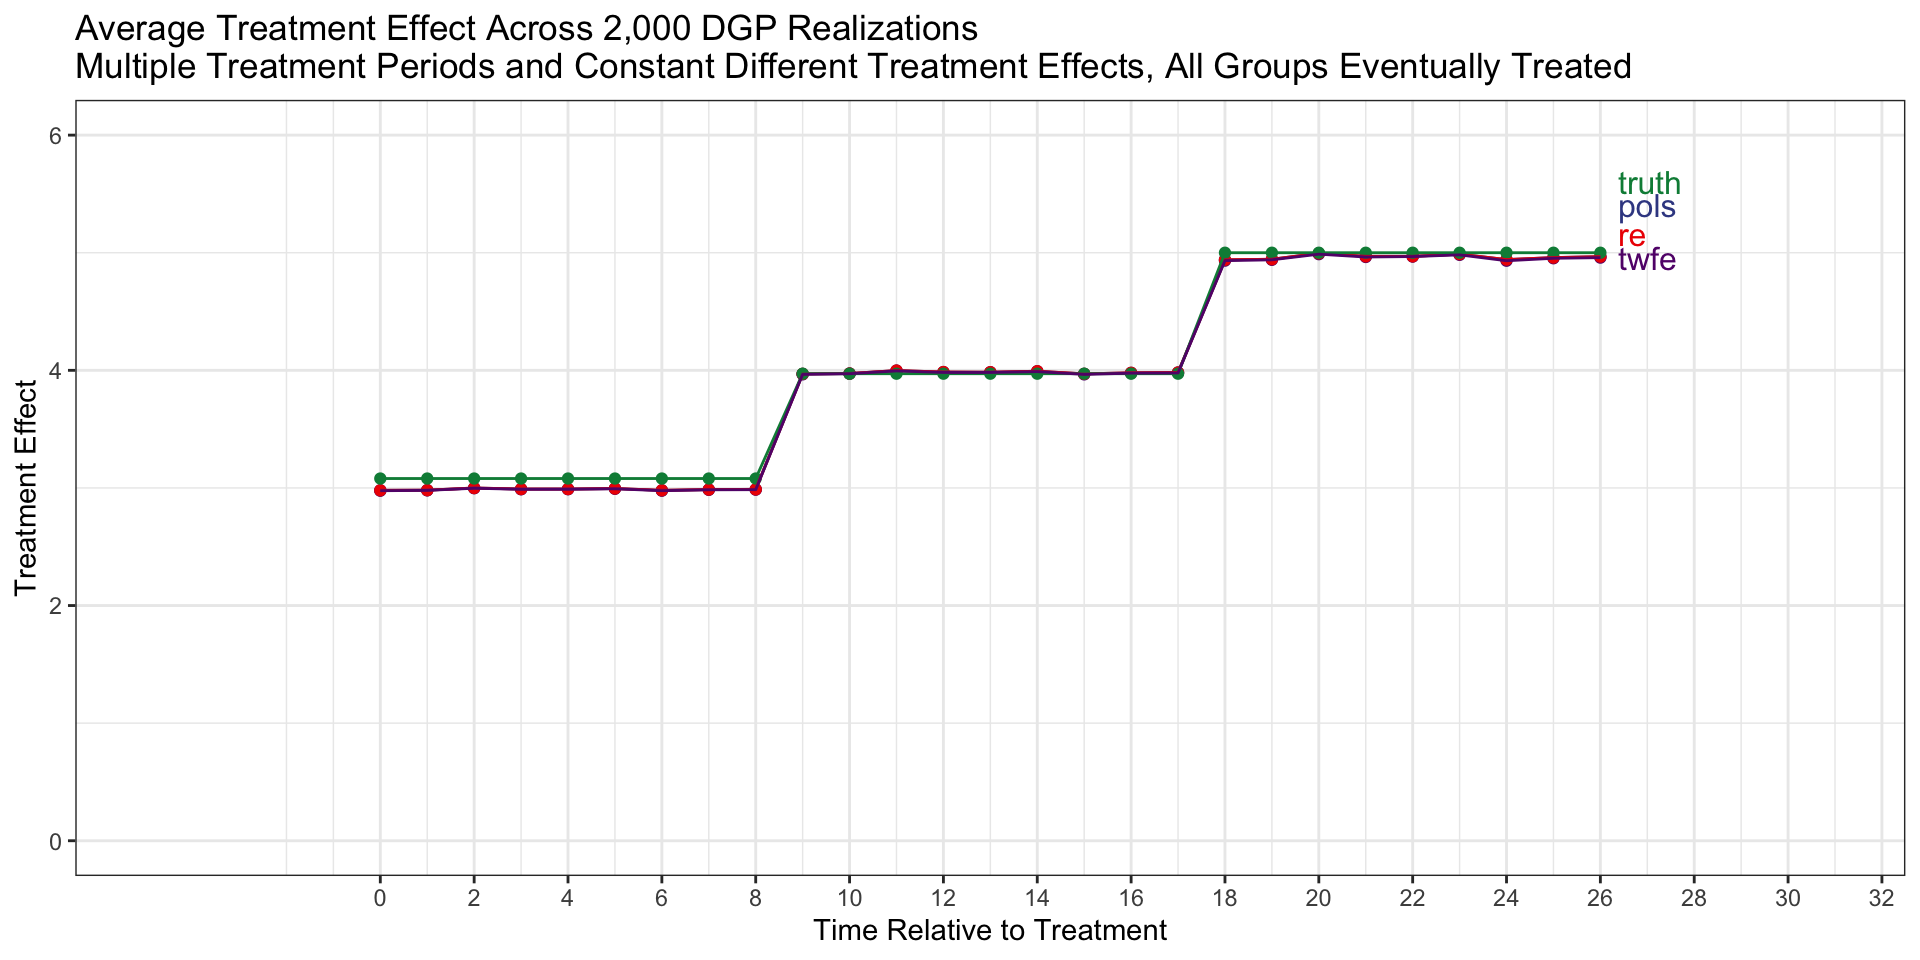 Average Treatment Effect Across 2,000 DGP Realizations
Multiple Treatment Periods and Constant Different Treatment Effects, All Groups Eventually Treated
6
4
2
0
Treatment Effect
truth
pols
re
twfe
0 2 4 6 8 10 12 14 16 18 20 22 24 26 28 30 32
Time Relative to Treatment